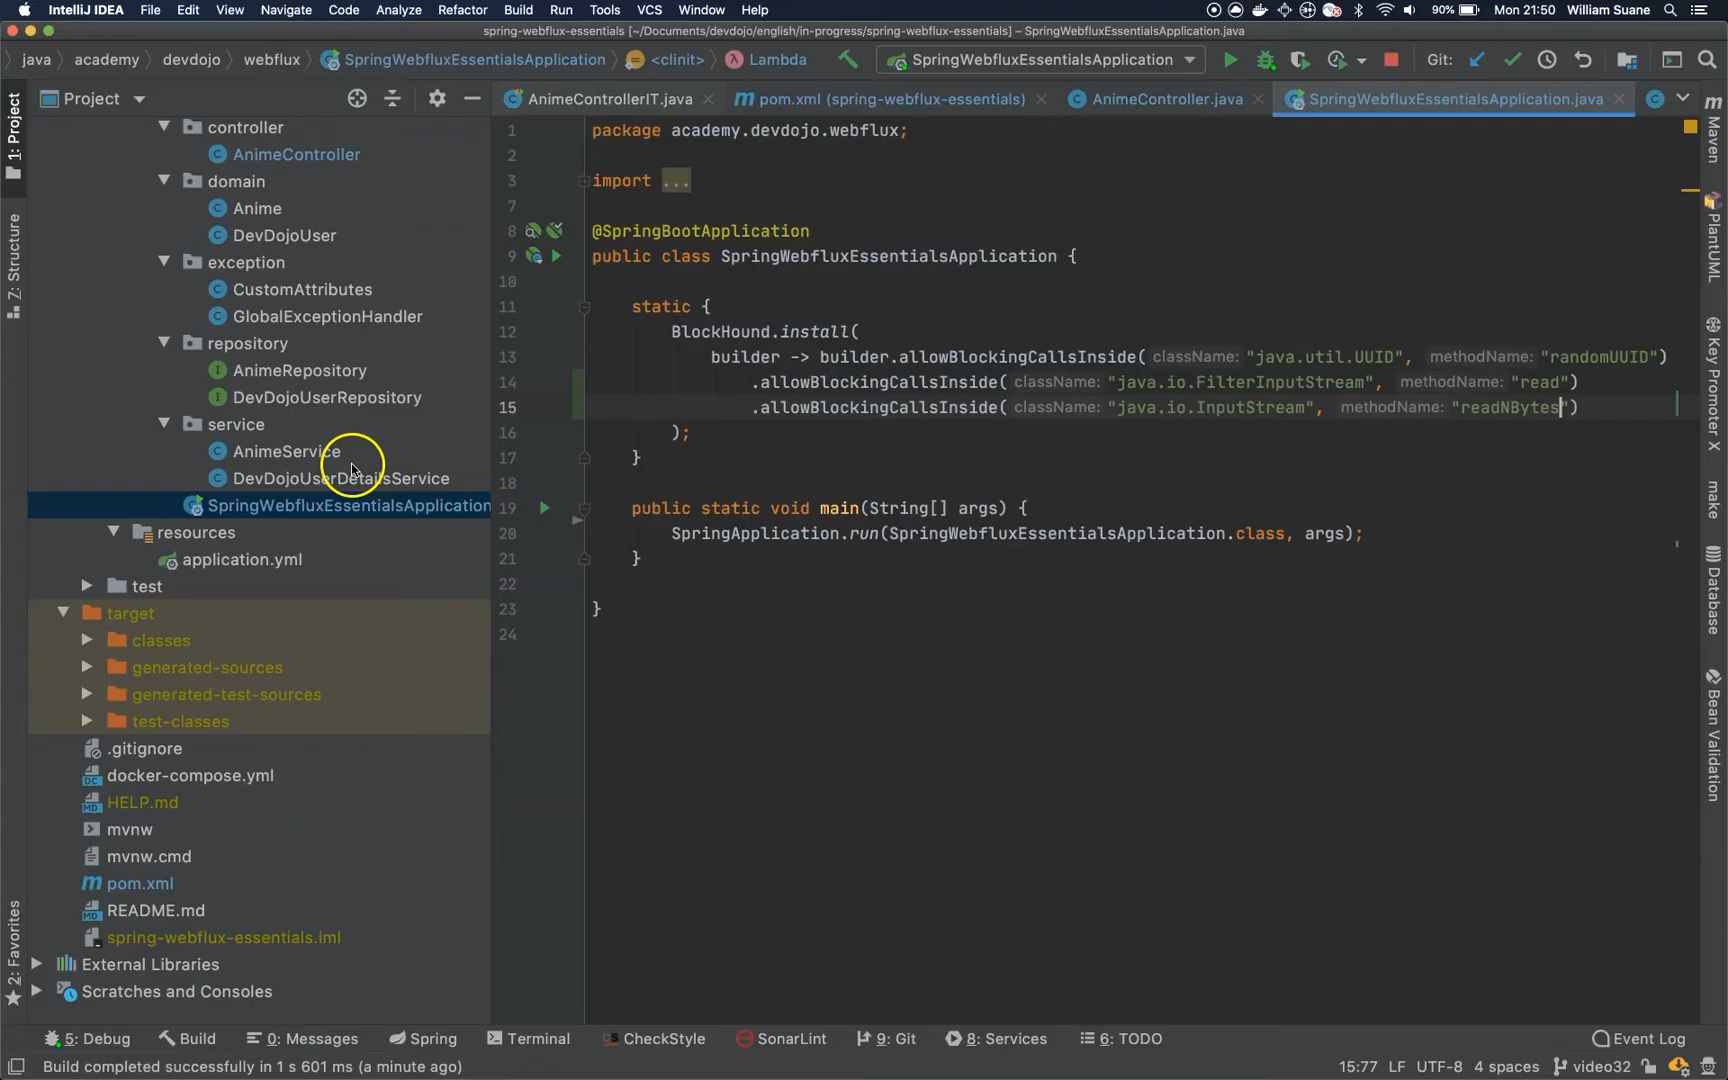 IntelliJ IDEA File Edit View Navigate Code Analyze Refactor Build Run Tools VCS Window Help 90% Mon 21:50 William Suane
spring-webflux-essentials [~/Documents/devdojo/english/in-progress/spring-webflux-essentials] – SpringWebfluxEssentialsApplication.java
java academy devdojo webflux SpringWebfluxEssentialsApplication <clinit> Lambda SpringWebfluxEssentialsApplication Git:
Project AnimeControllerIT.java pom.xml (spring-webflux-essentials) AnimeController.java SpringWebfluxEssentialsApplication.java
1: Project
7: Structure
2: Favorites
controller
AnimeController
domain
Anime
DevDojoUser
exception
CustomAttributes
GlobalExceptionHandler
repository
AnimeRepository
DevDojoUserRepository
service
AnimeService
DevDojoUserDetailsService
SpringWebfluxEssentialsApplication
resources
application.yml
test
target
classes
generated-sources
generated-test-sources
test-classes
.gitignore
docker-compose.yml
HELP.md
mvnw
mvnw.cmd
pom.xml
README.md
spring-webflux-essentials.iml
External Libraries
Scratches and Consoles
1 package academy.devdojo.webflux;
2
3 import ...
7
8 @SpringBootApplication
9 public class SpringWebfluxEssentialsApplication {
10
11 static {
12 BlockHound.install(
13 builder -> builder.allowBlockingCallsInside( className: "java.util.UUID", methodName: "randomUUID")
14 .allowBlockingCallsInside( className: "java.io.FilterInputStream", methodName: "read")
15 .allowBlockingCallsInside( className: "java.io.InputStream", methodName: "readNBytes")
16 );
17 }
18
19 public static void main(String[] args) {
20 SpringApplication.run(SpringWebfluxEssentialsApplication.class, args);
21 }
22
23 }
24
Maven
PlantUML
Key Promoter X
make
Database
Bean Validation
5: Debug Build 0: Messages Spring Terminal CheckStyle SonarLint 9: Git 8: Services 6: TODO Event Log
Build completed successfully in 1 s 601 ms (a minute ago) 15:77 LF UTF-8 4 spaces video32